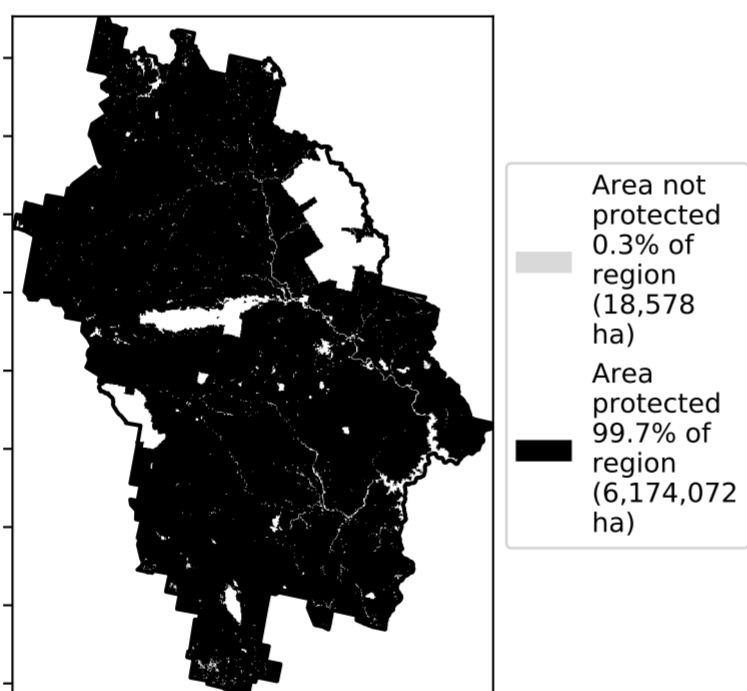 Area not
protected
0.3% of
region
(18,578
ha)
Area
protected
99.7% of
region
(6,174,072
ha)